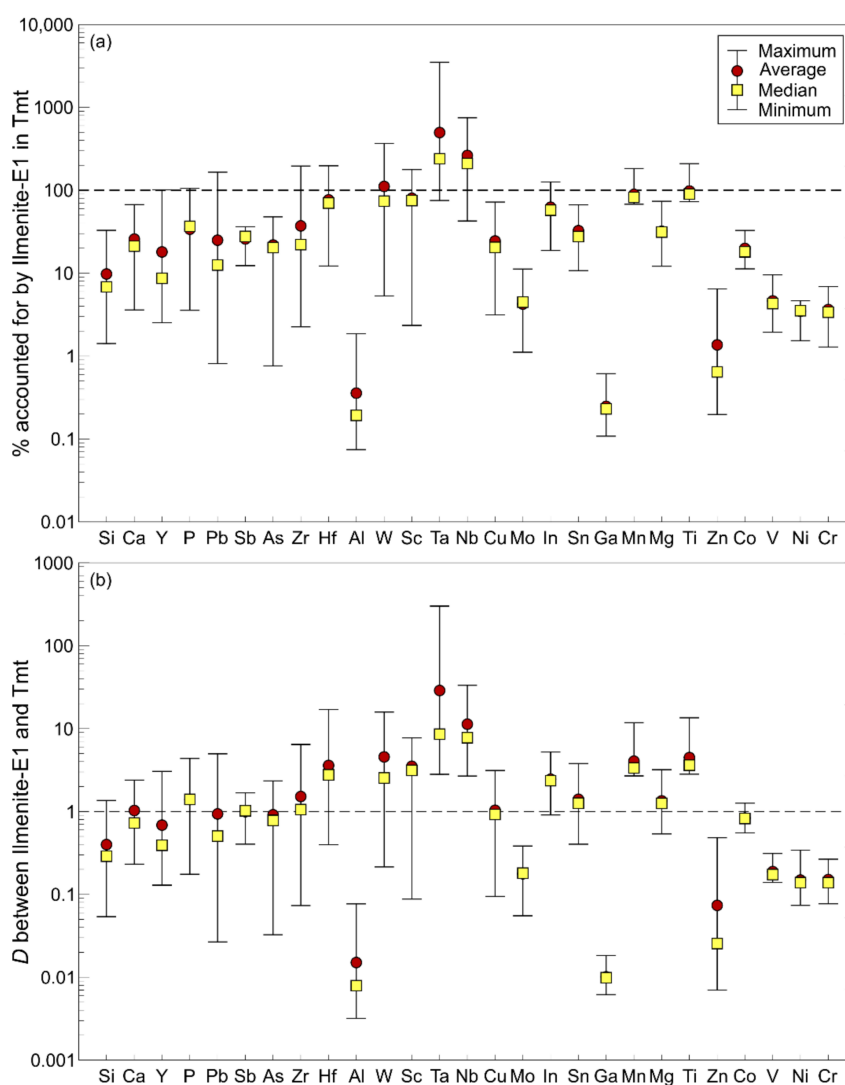 (a)
Maximum
Average
Median
Minimum
10,000
1000
100
10
1
0.1
0.01
% accounted for by Ilmenite-E1 in Tmt
Si Ca Y P Pb Sb As Zr Hf Al W Sc Ta Nb Cu Mo In Sn Ga Mn Mg Ti Zn Co V Ni Cr
(b)
1000
100
10
1
0.1
0.01
0.001
D between Ilmenite-E1 and Tmt
Si Ca Y P Pb Sb As Zr Hf Al W Sc Ta Nb Cu Mo In Sn Ga Mn Mg Ti Zn Co V Ni Cr